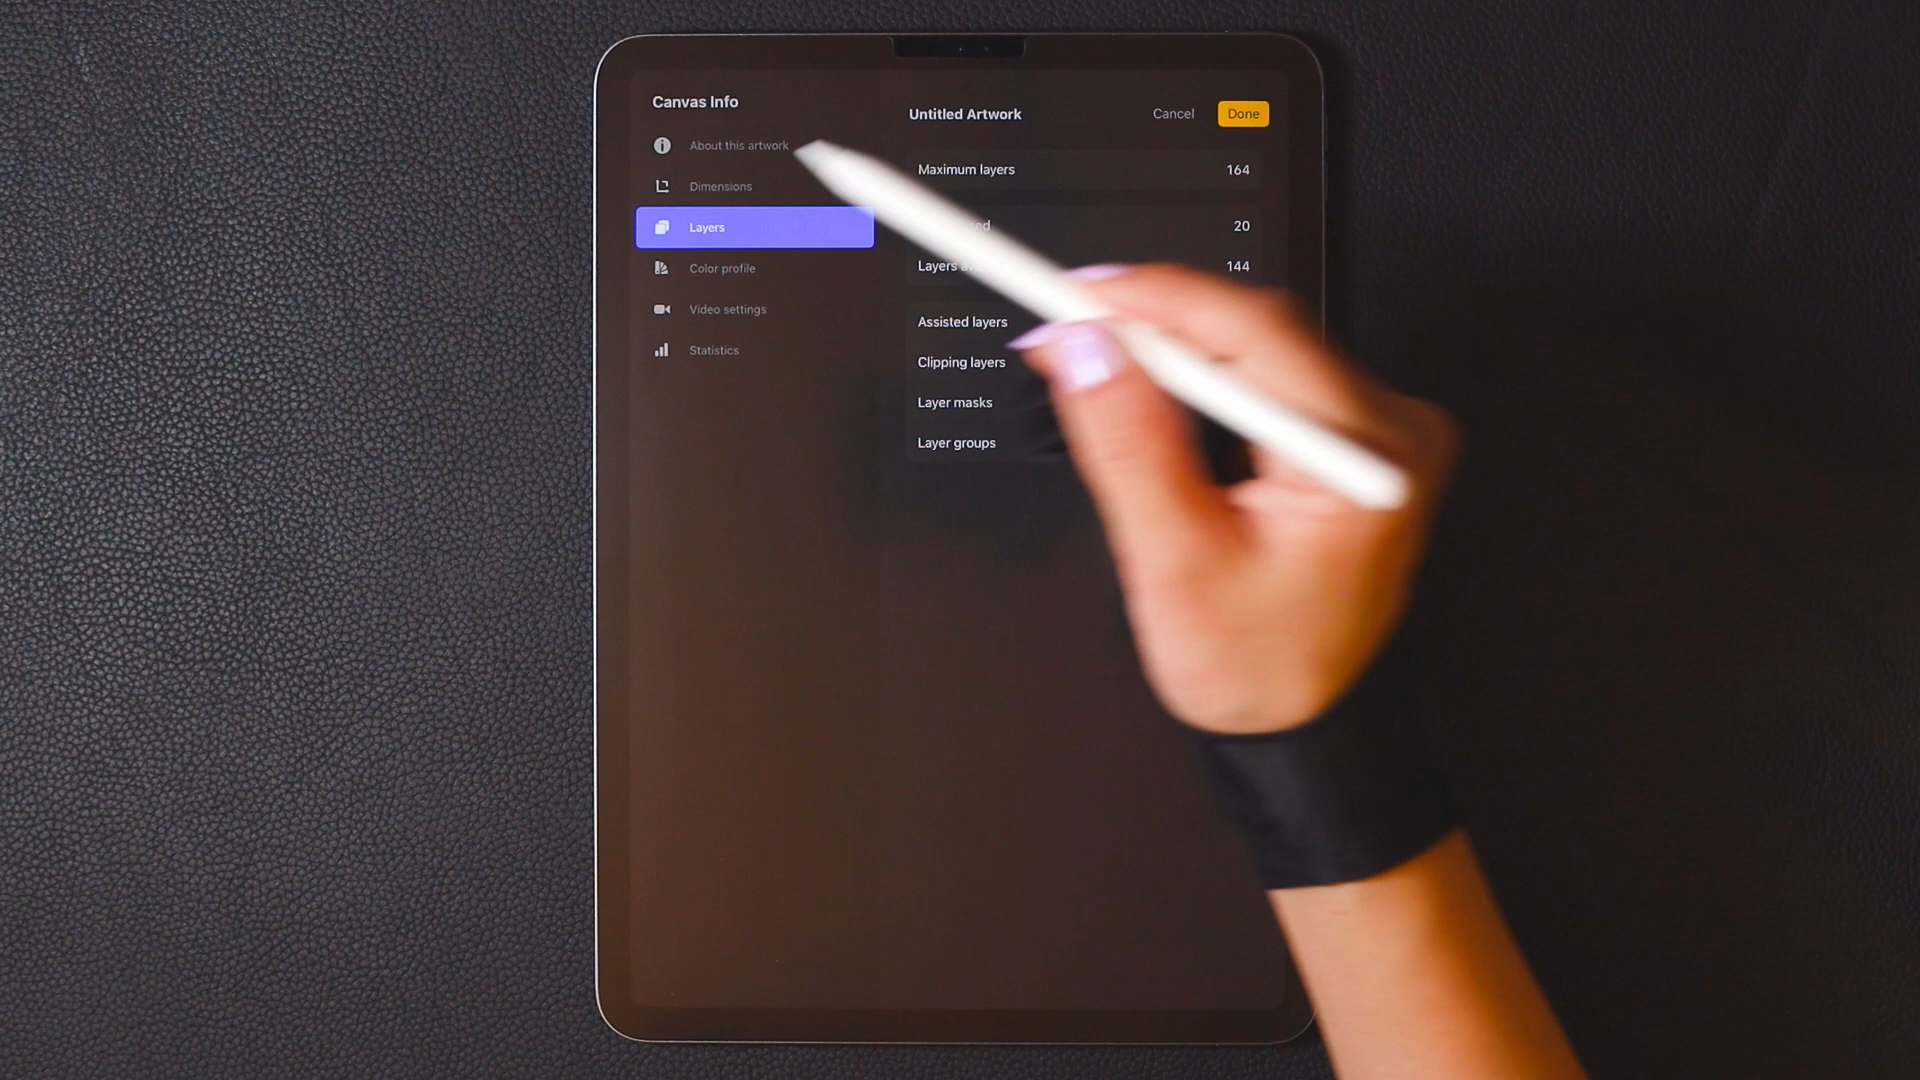 Canvas Info
About this artwork
Dimensions
Layers
Color profile
Video settings
Statistics
Untitled Artwork
Cancel
Done
Maximum layers 164
20
Layers 144
Assisted layers
Clipping layers
Layer masks
Layer groups